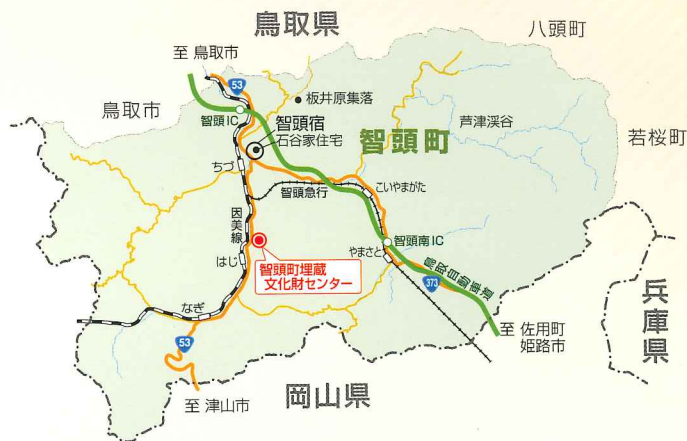 鳥取県
八頭町
至 鳥取市
53
板井原集落
鳥取市
智頭IC
智頭宿
石谷家住宅
芦津渓谷
智頭町
若桜町
ちづ
智頭急行
こいやまがた
因美線
智頭南IC
はじ
やまさと
智頭町埋蔵
文化財センター
鳥取自動車道
373
なぎ
兵庫県
至 佐用町
姫路市
53
岡山県
至 津山市